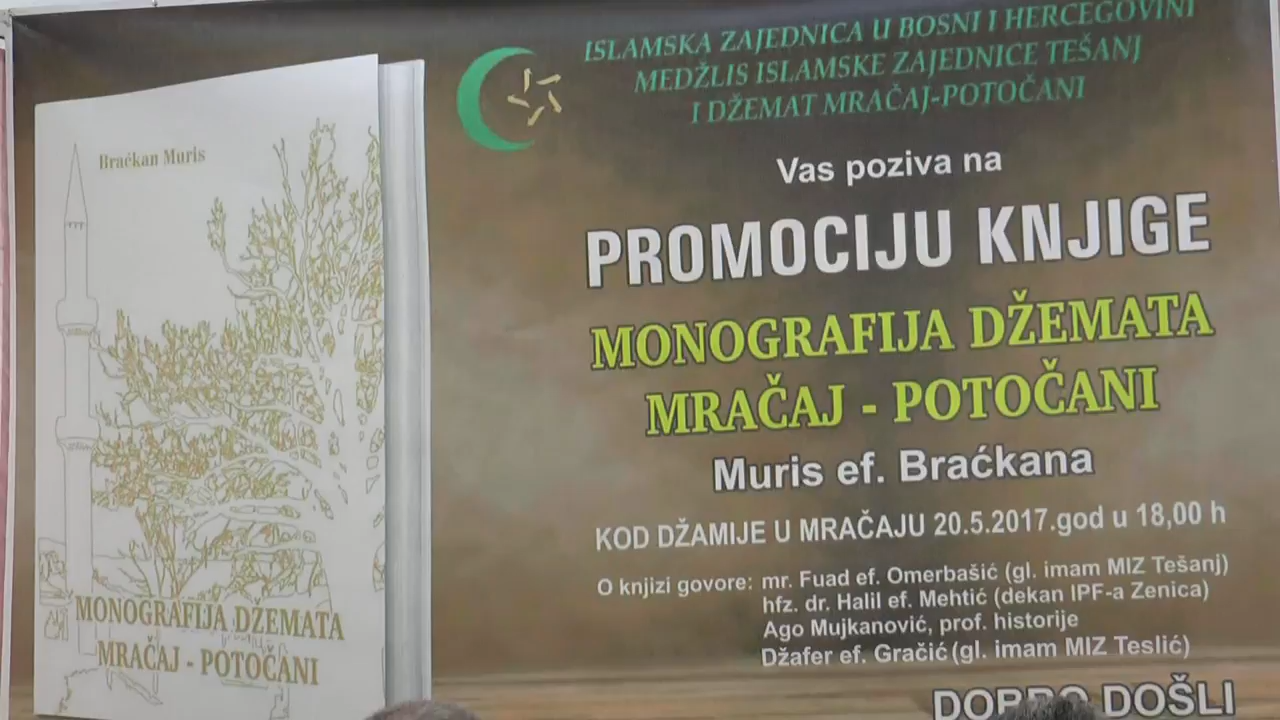 Braćkan Muris
MONOGRAFIJA DŽEMATA
MRAČAJ - POTOČANI
ISLAMSKA ZAJEDNICA U BOSNI I HERCEGOVINI
MEDŽLIS ISLAMSKE ZAJEDNICE TEŠANJ
I DŽEMAT MRAČAJ-POTOČANI
Vas poziva na
PROMOCIJU KNJIGE
MONOGRAFIJA DŽEMATA
MRAČAJ - POTOČANI
Muris ef. Braćkana
KOD DŽAMIJE U MRAČAJU 20.5.2017.god u 18,00 h
O knjizi govore: mr. Fuad ef. Omerbašić (gl. imam MIZ Tešanj)
hfz. dr. Halil ef. Mehtić (dekan IPF-a Zenica)
Ago Mujkanović, prof. historije
Džafer ef. Gračić (gl. imam MIZ Teslić)
DOBRO DOŠLI